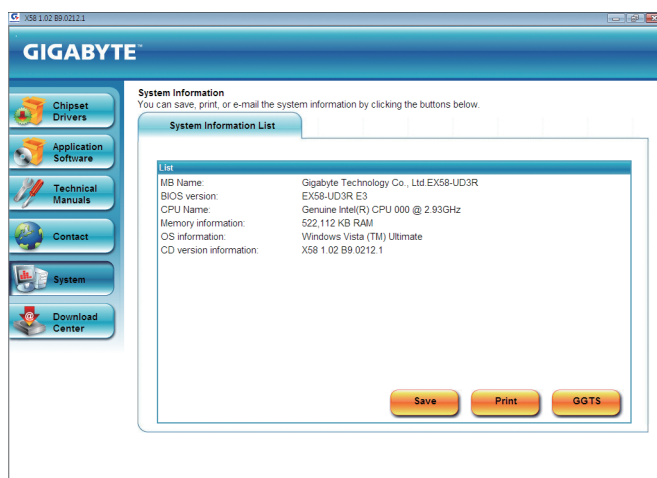 X58 1.02 B9.0212.1
GIGABYTE™
Chipset
Drivers
Application
Software
Technical
Manuals
Contact
System
Download
Center
System Information
You can save, print, or e-mail the system information by clicking the buttons below.
System Information List
List
MB Name: Gigabyte Technology Co., Ltd.EX58-UD3R
BIOS version: EX58-UD3R E3
CPU Name: Genuine Intel(R) CPU 000 @ 2.93GHz
Memory information: 522,112 KB RAM
OS information: Windows Vista (TM) Ultimate
CD version information: X58 1.02 B9.0212.1
Save
Print
GGTS